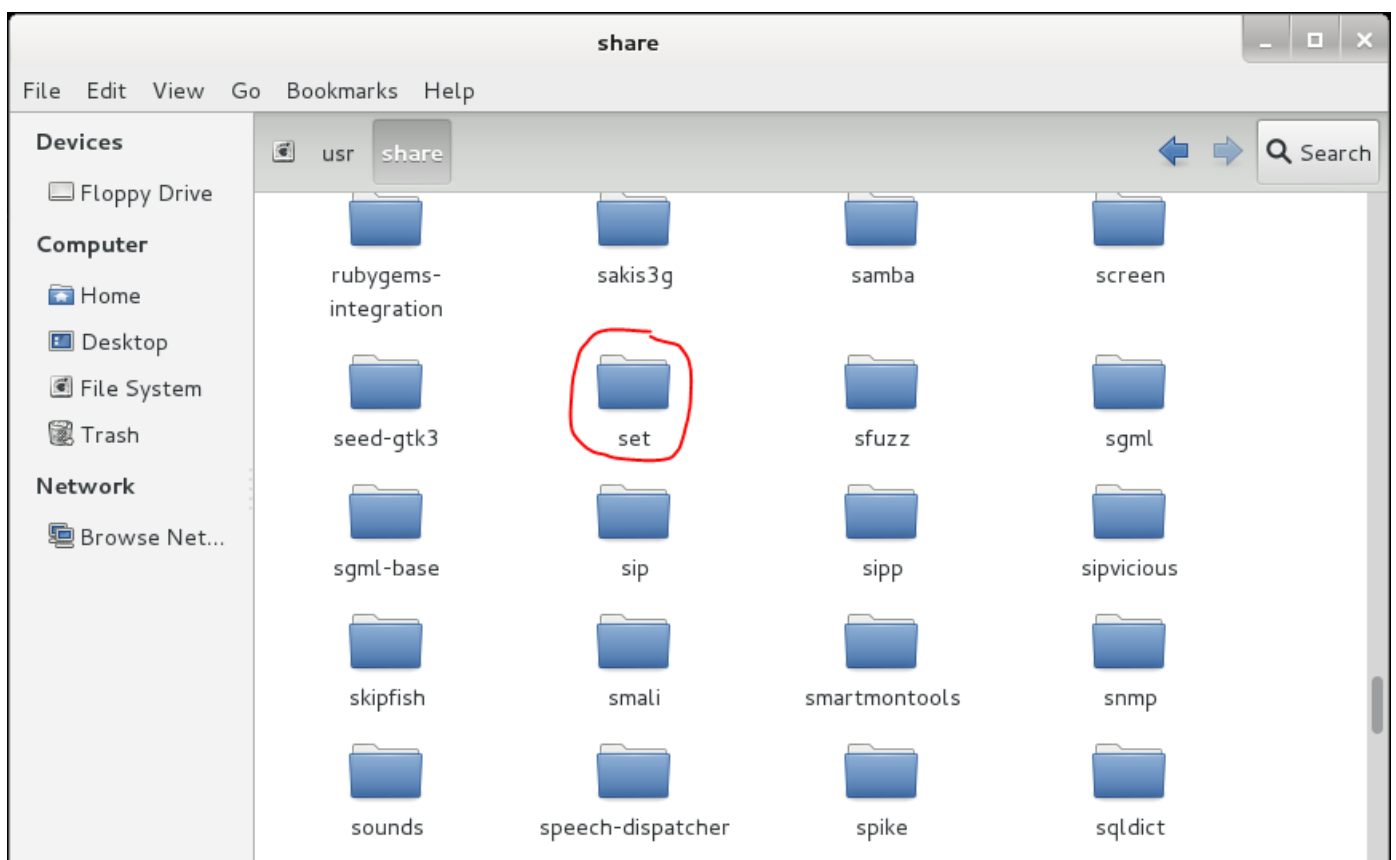 share
File Edit View Go Bookmarks Help
Devices
Floppy Drive
Computer
Home
Desktop
File System
Trash
Network
Browse Net...
usr share
Search
rubygems-
integration
sakis3g
samba
screen
seed-gtk3
set
sfuzz
sgml
sgml-base
sip
sipp
sipvicious
skipfish
smali
smartmontools
snmp
sounds
speech-dispatcher
spike
sqldict